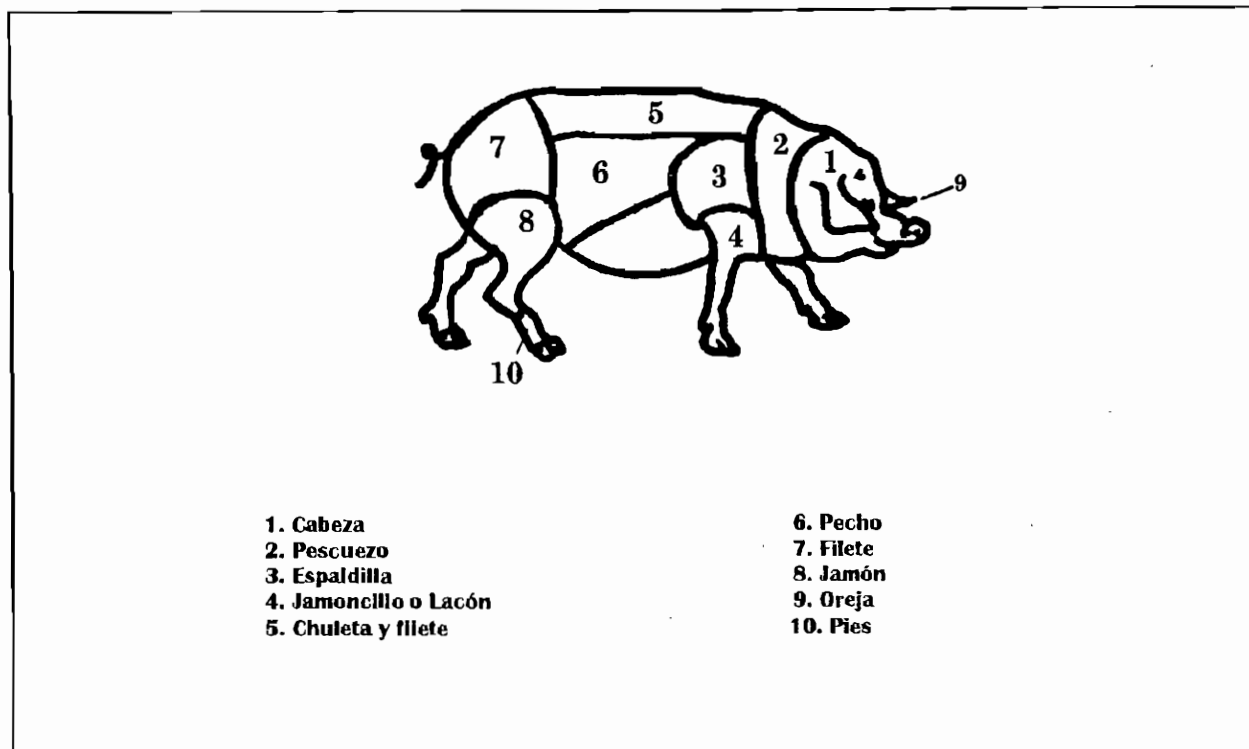 5
7
2
1
6
3
9
8
4
10
1. Cabeza
2. Pescuezo
3. Espaldilla
4. Jamoncillo o Lacón
5. Chuleta y filete
6. Pecho
7. Filete
8. Jamón
9. Oreja
10. Pies